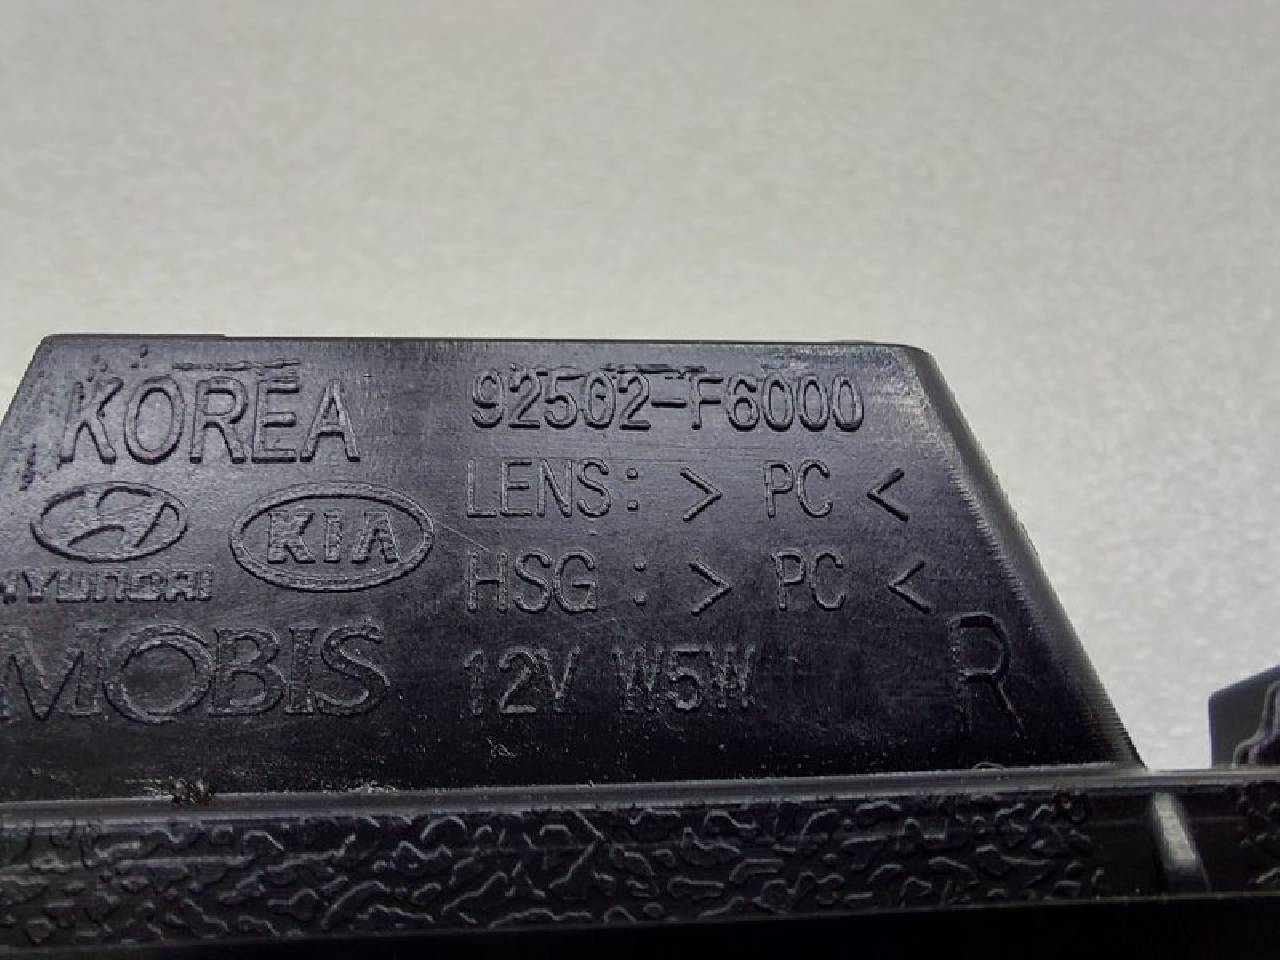 KOREA
HYUNDAI KIA
MOBIS
92502-F6000
LENS: > PC <
HSG : > PC <
12V W5W
R